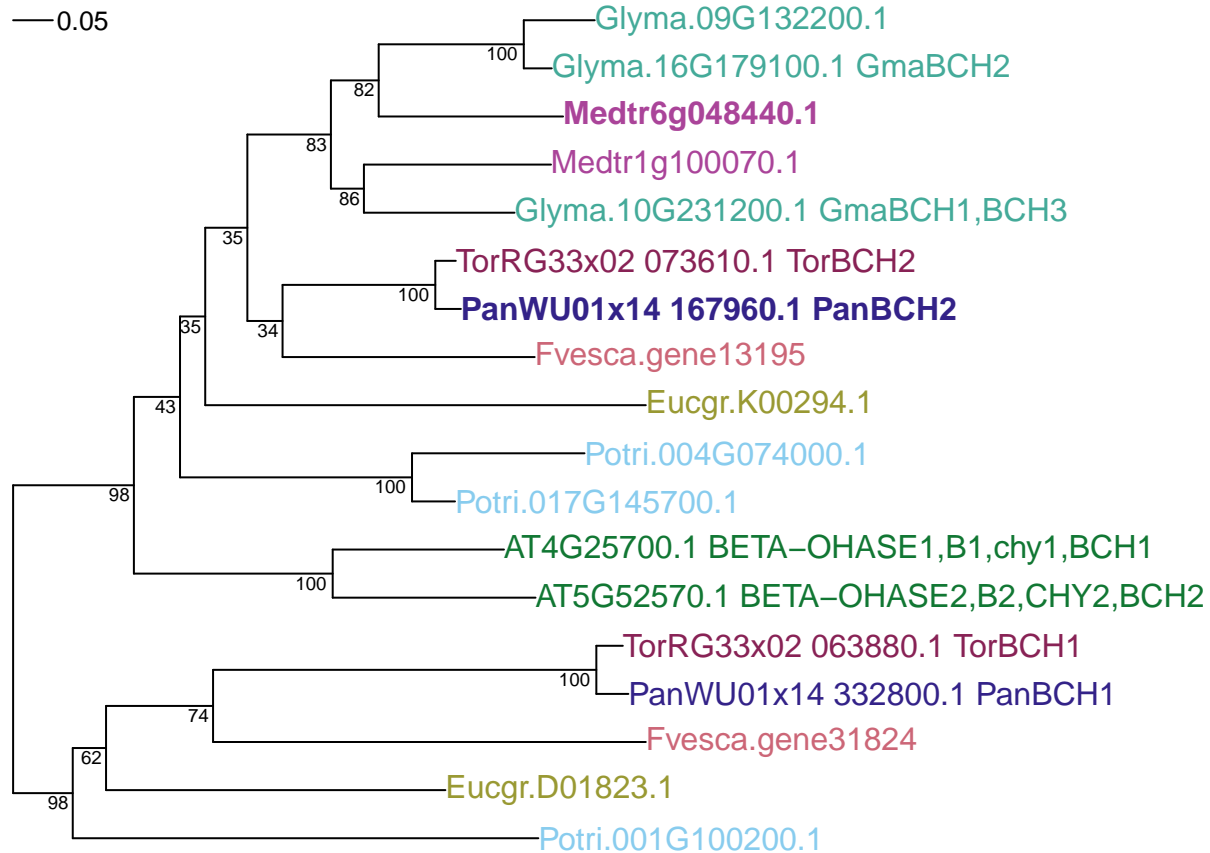 0.05
Glyma.09G132200.1
100
Glyma.16G179100.1 GmaBCH2
82
Medtr6g048440.1
83
Medtr1g100070.1
86
Glyma.10G231200.1 GmaBCH1,BCH3
35
TorRG33x02 073610.1 TorBCH2
100
PanWU01x14 167960.1 PanBCH2
35
34
Fvesca.gene13195
43
Eucgr.K00294.1
Potri.004G074000.1
100
98
Potri.017G145700.1
AT4G25700.1 BETA−OHASE1,B1,chy1,BCH1
100
AT5G52570.1 BETA−OHASE2,B2,CHY2,BCH2
TorRG33x02 063880.1 TorBCH1
100
PanWU01x14 332800.1 PanBCH1
74
Fvesca.gene31824
62
Eucgr.D01823.1
98
Potri.001G100200.1